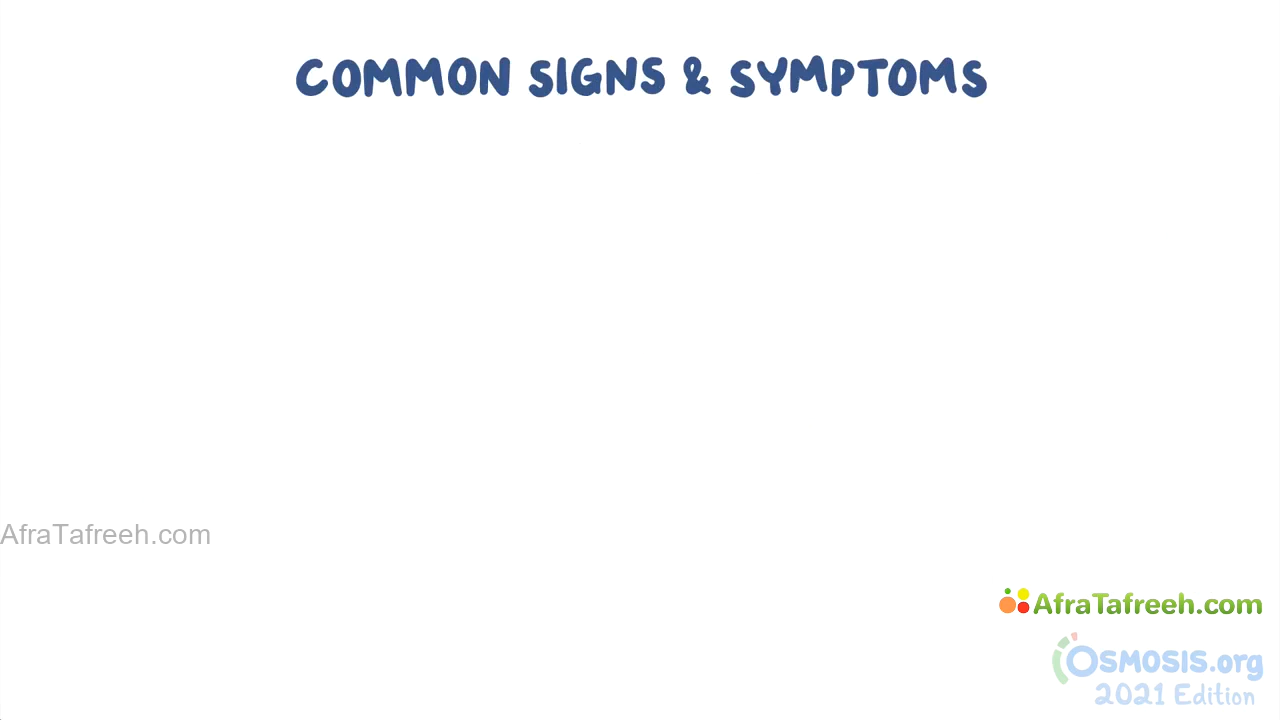 COMMON SIGNS & SYMPTOMS
AfraTafreeh.com
AfraTafreeh.com
OSMOSIS.org
2021 Edition